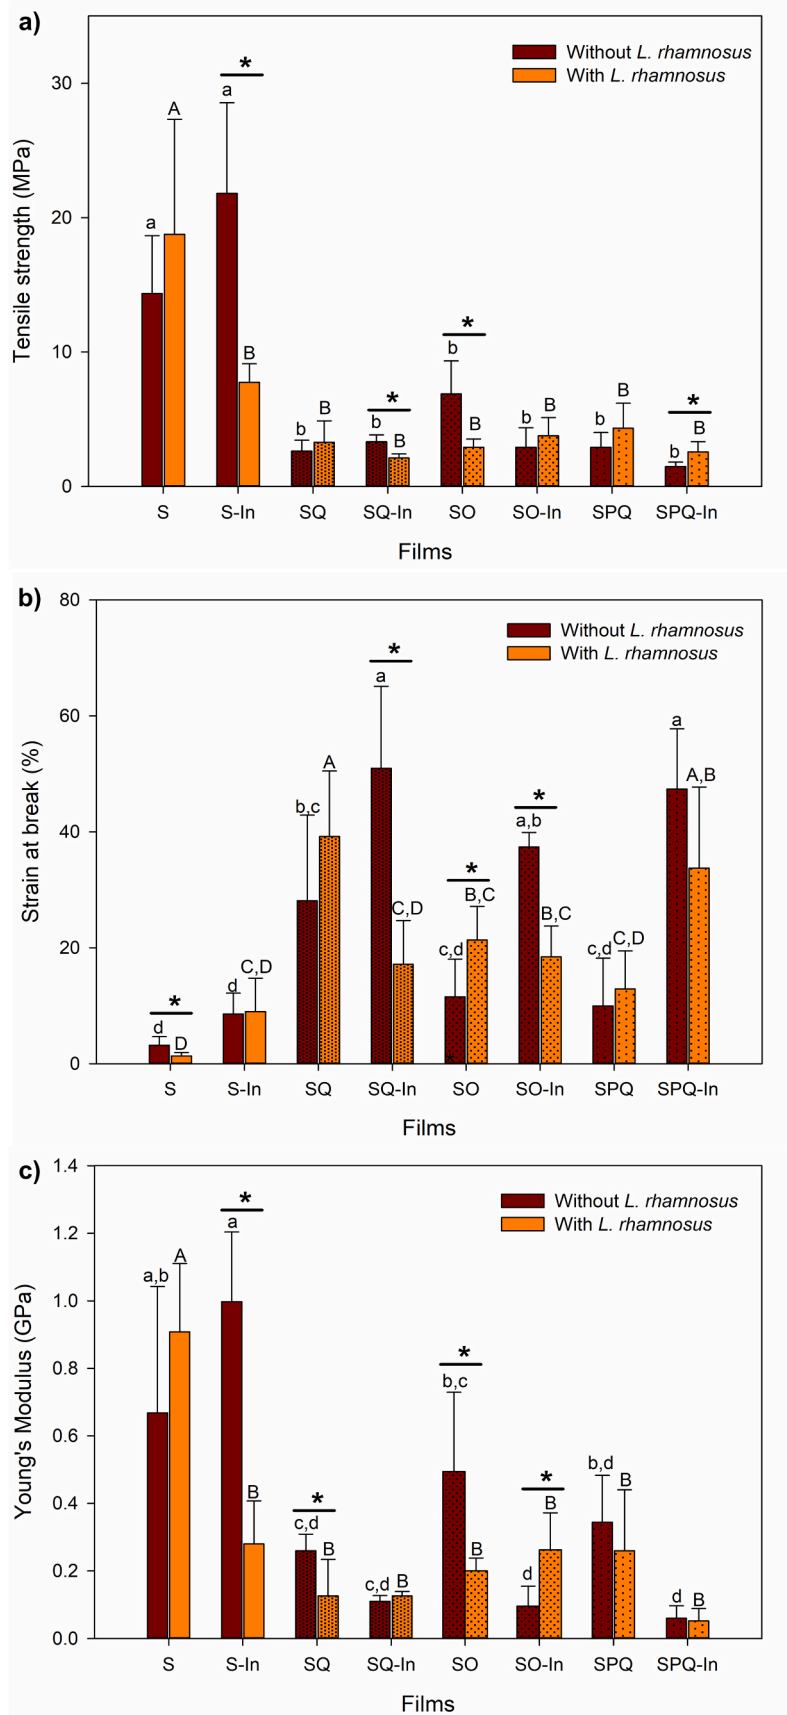 a)
Without L. rhamnosus
With L. rhamnosus
Tensile strength (MPa)
30
20
10
0
a
A
*
a
B
b
B
*
b
B
*
b
B
b
B
b
B
*
b
B
S
S-In
SQ
SQ-In
SO
SO-In
SPQ
SPQ-In
Films
b)
Without L. rhamnosus
With L. rhamnosus
Strain at break (%)
80
60
40
20
0
*
d
D
d
C,D
b,c
A
*
a
C,D
*
c,d
B,C
*
a,b
B,C
c,d
C,D
a
A,B
S
S-In
SQ
SQ-In
SO
SO-In
SPQ
SPQ-In
Films
c)
Without L. rhamnosus
With L. rhamnosus
Young's Modulus (GPa)
1.4
1.2
1.0
0.8
0.6
0.4
0.2
0.0
a,b
A
*
a
B
*
c,d
B
c,d
B
*
b,c
B
*
d
B
b,d
B
d
B
S
S-In
SQ
SQ-In
SO
SO-In
SPQ
SPQ-In
Films